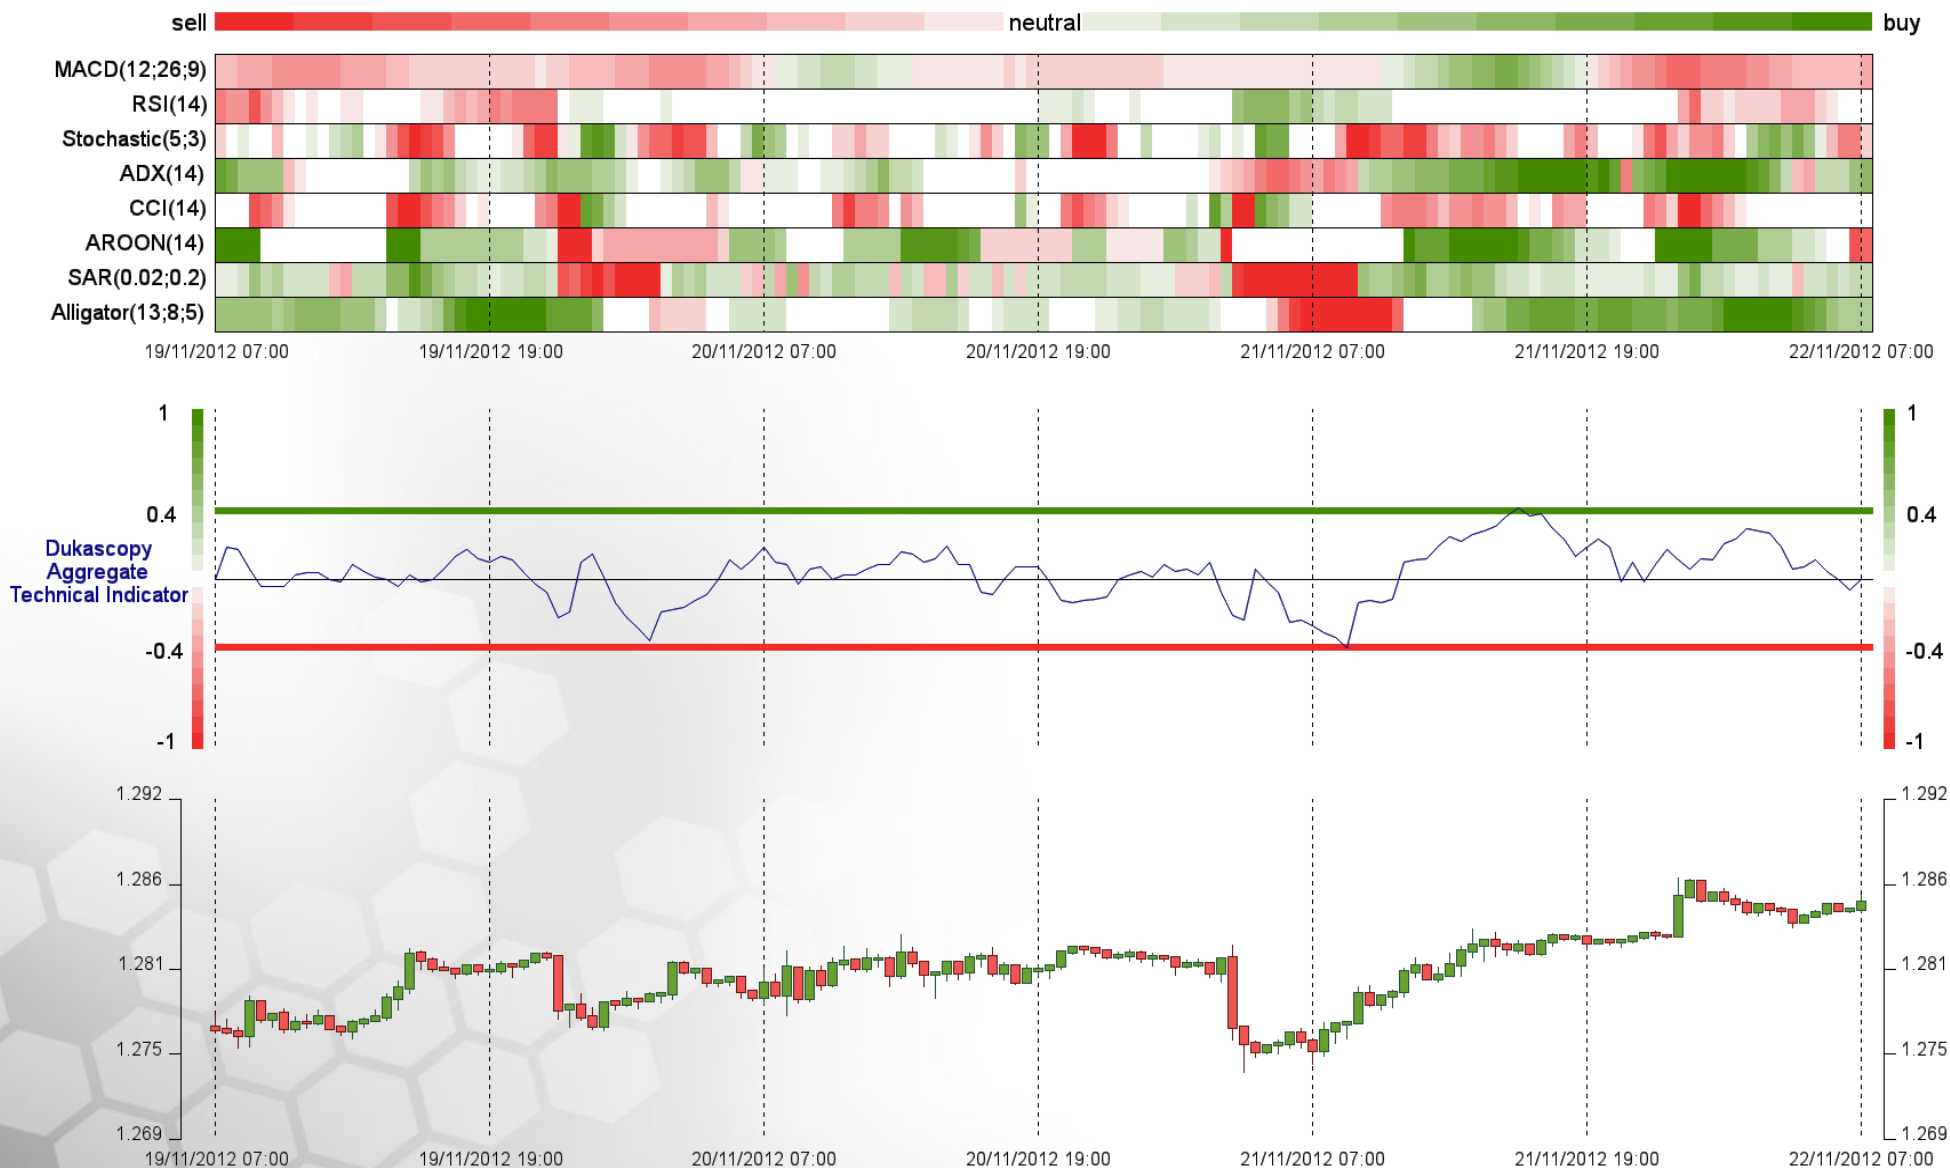 sell neutral buy
MACD(12;26;9)
RSI(14)
Stochastic(5;3)
ADX(14)
CCI(14)
AROON(14)
SAR(0.02;0.2)
Alligator(13;8;5)
19/11/2012 07:00 19/11/2012 19:00 20/11/2012 07:00 20/11/2012 19:00 21/11/2012 07:00 21/11/2012 19:00 22/11/2012 07:00
1 1
0.4 0.4
Dukascopy
Aggregate
Technical Indicator
-0.4 -0.4
-1 -1
1.292 1.292
1.286 1.286
1.281 1.281
1.275 1.275
1.269 1.269
19/11/2012 07:00 19/11/2012 19:00 20/11/2012 07:00 20/11/2012 19:00 21/11/2012 07:00 21/11/2012 19:00 22/11/2012 07:00